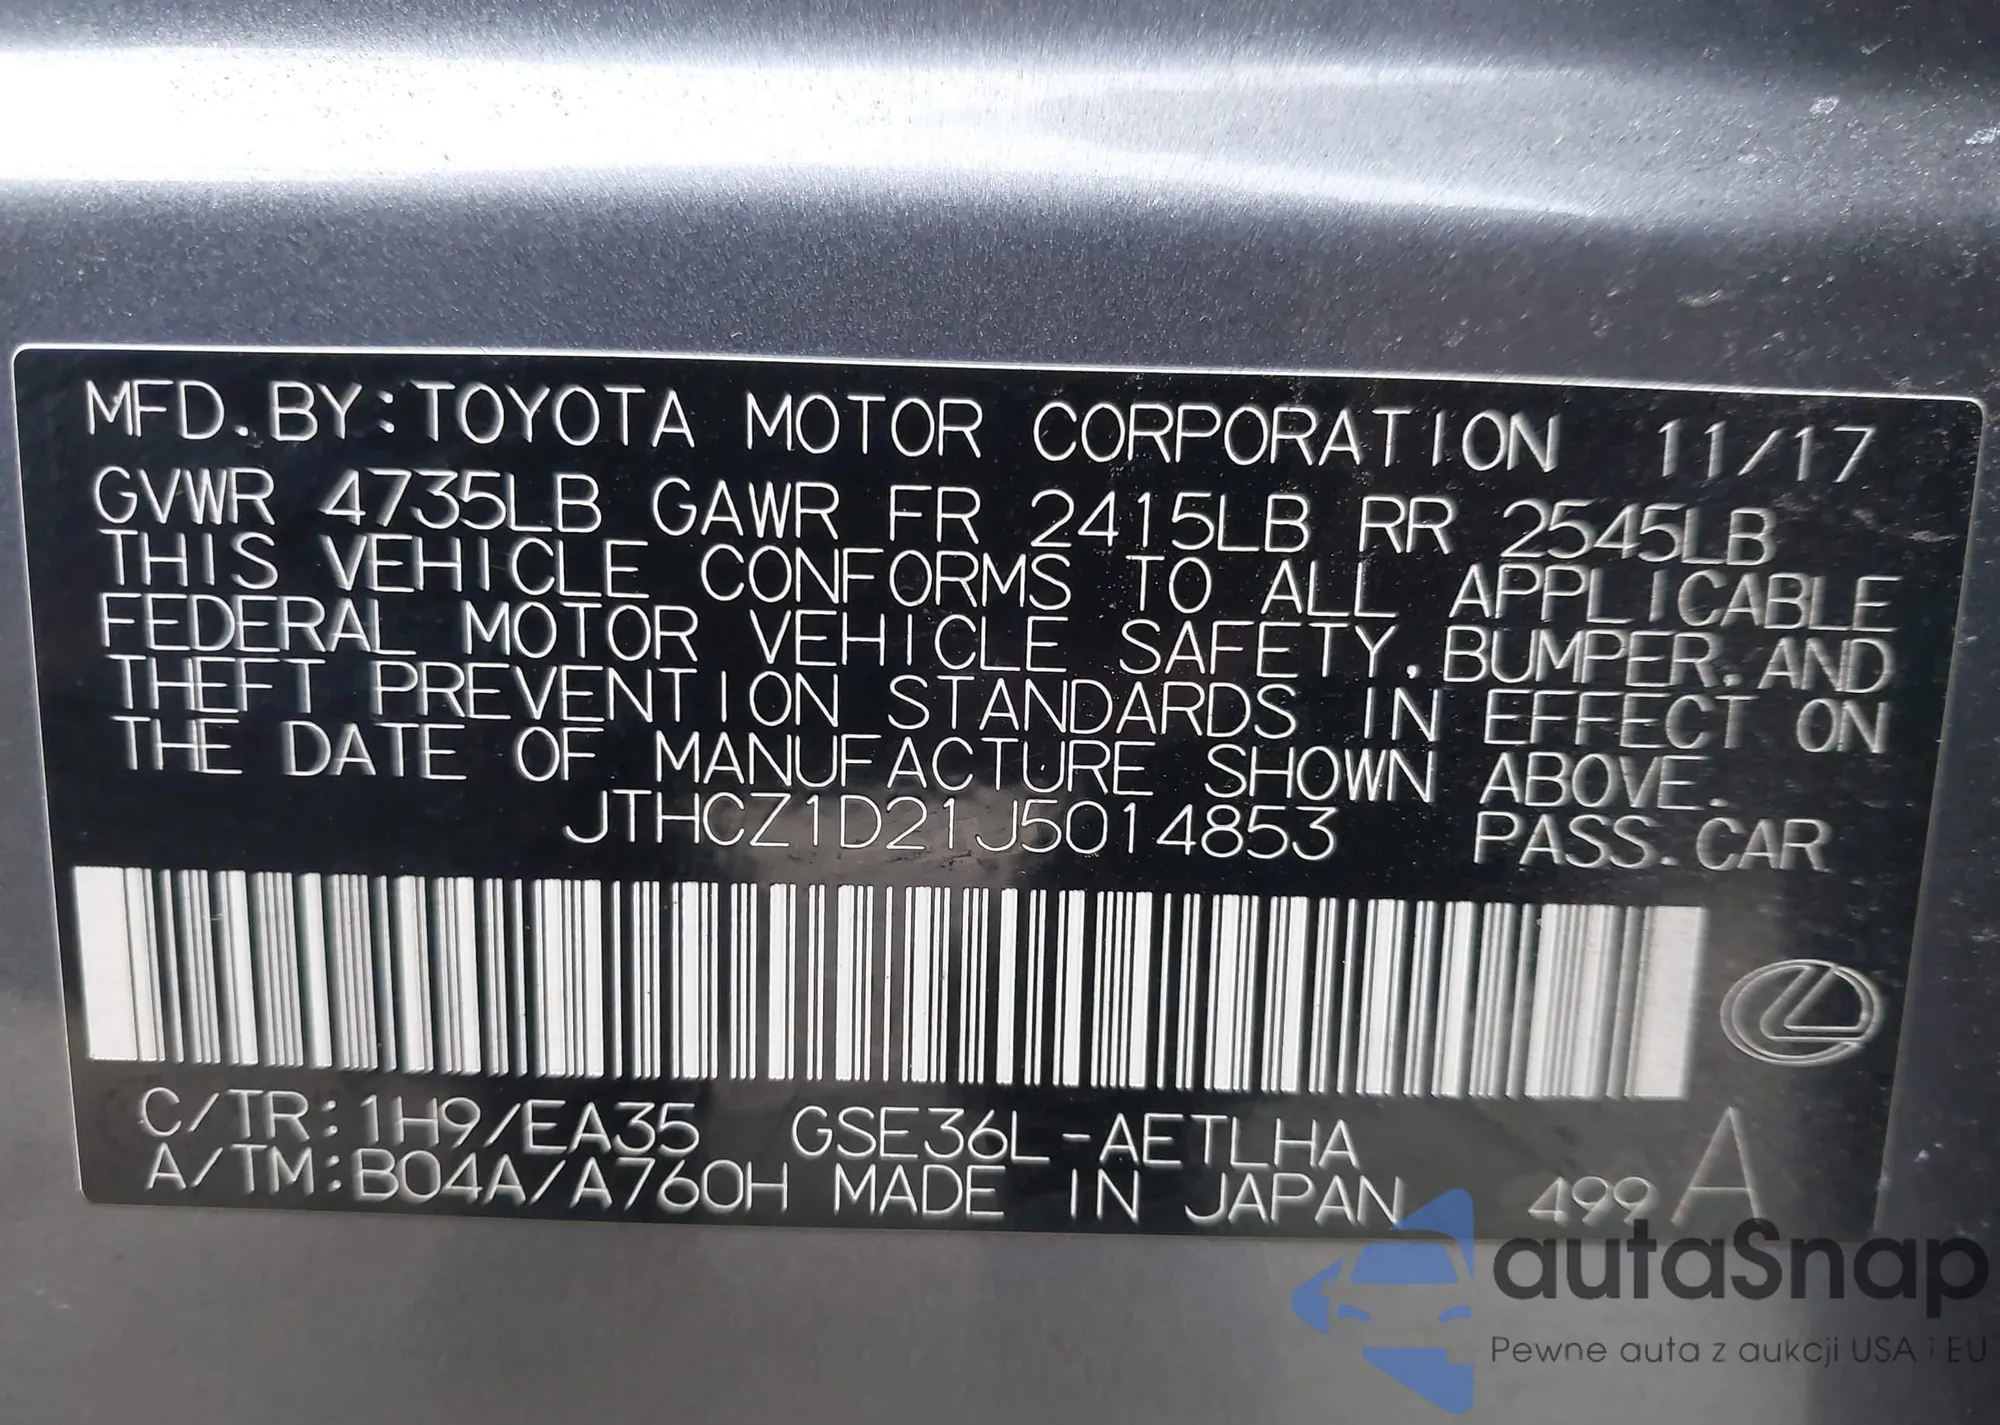 MFD. BY: TOYOTA MOTOR CORPORATION 11/17
GVWR 4735LB GAWR FR 2415LB RR 2545LB
THIS VEHICLE CONFORMS TO ALL APPLICABLE
FEDERAL MOTOR VEHICLE SAFETY, BUMPER, AND
THEFT PREVENTION STANDARDS IN EFFECT ON
THE DATE OF MANUFACTURE SHOWN ABOVE.
JTHCZ1D21J5014853 PASS. CAR
C/TR: 1H9/EA35 GSE36L-AETLHA
A/TM: B04A/A760H MADE IN JAPAN 499 A
autaSnap
Pewne auta z aukcji USA i EU